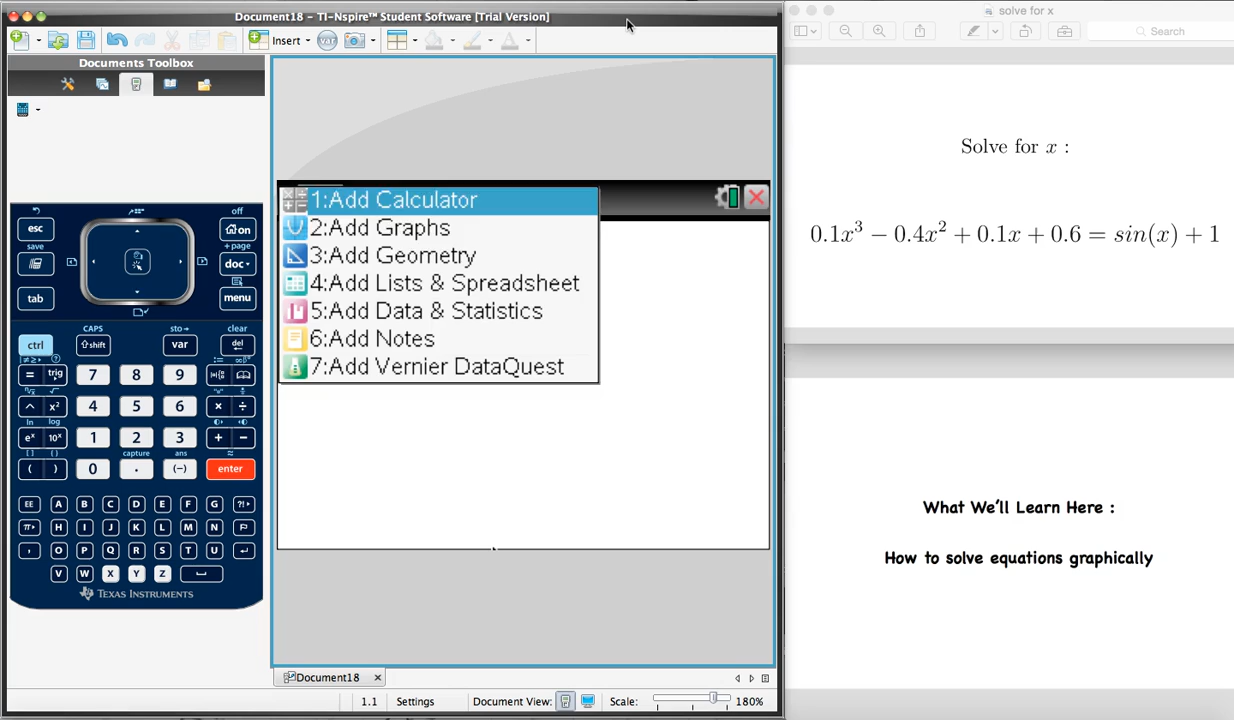 Document18 – TI-Nspire™ Student Software [Trial Version]
solve for x
Insert
VAR
Search
Documents Toolbox
Solve for x :
0.1x³ − 0.4x² + 0.1x + 0.6 = sin(x) + 1
1:Add Calculator
2:Add Graphs
3:Add Geometry
4:Add Lists & Spreadsheet
5:Add Data & Statistics
6:Add Notes
7:Add Vernier DataQuest
off
esc
on
save
+page
doc
tab
menu
CAPS
sto→
clear
ctrl
shift
var
del
= trig 7 8 9
^ x² 4 5 6 × ÷
ln log
eˣ 10ˣ 1 2 3 + −
[ ] { } capture ans ≈
( ) 0 . (−) enter
EE A B C D E F G ?!
π H I J K L M N
, O P Q R S T U
V W X Y Z
TEXAS INSTRUMENTS
What We'll Learn Here :
How to solve equations graphically
Document18
1.1
Settings
Document View:
Scale:
180%